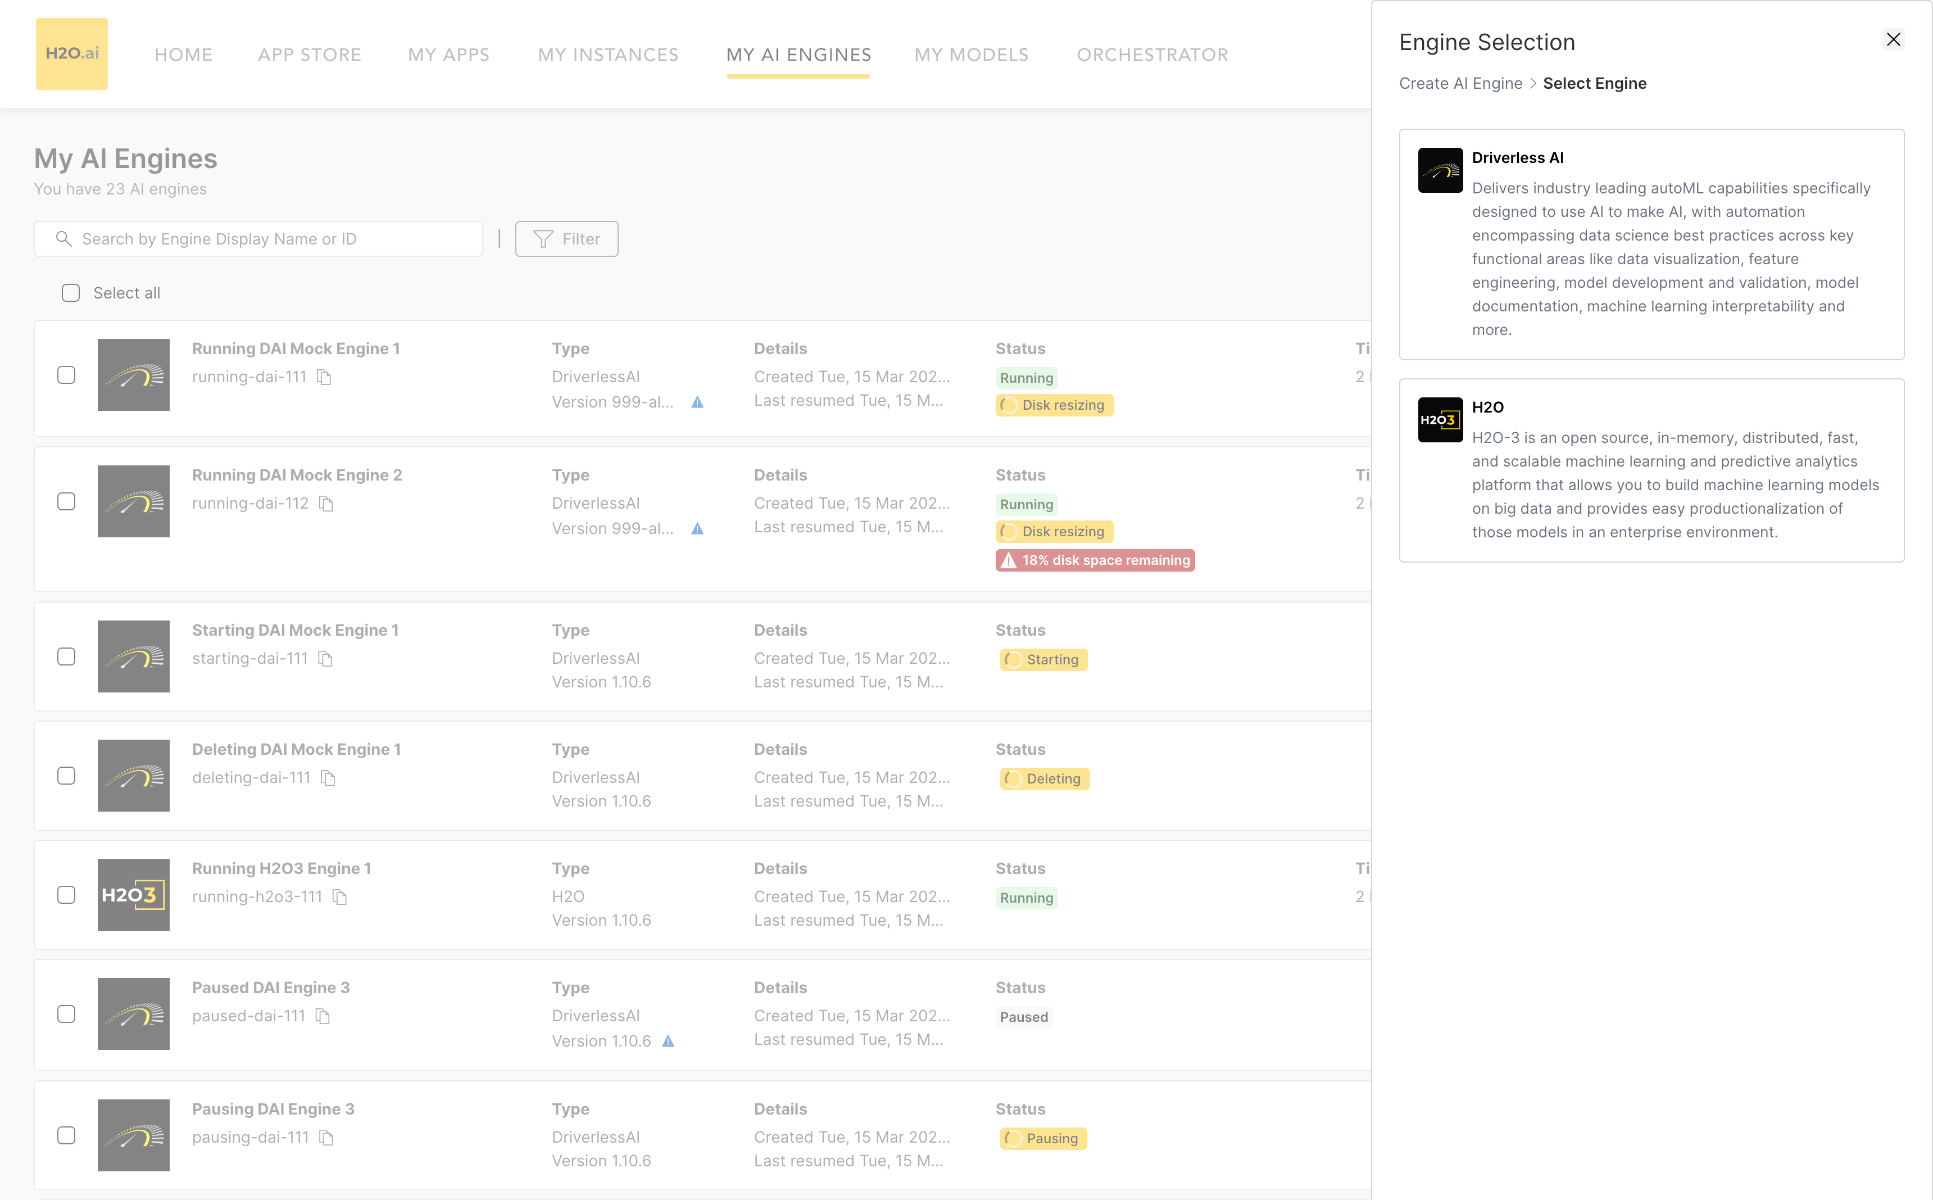 H2O.ai
HOME
APP STORE
MY APPS
MY INSTANCES
MY AI ENGINES
MY MODELS
ORCHESTRATOR
My AI Engines
You have 23 AI engines
Search by Engine Display Name or ID
Filter
Select all
Running DAI Mock Engine 1
running-dai-111
Type
DriverlessAI
Version 999-al...
Details
Created Tue, 15 Mar 202...
Last resumed Tue, 15 M...
Status
Running
Disk resizing
Ti
2
Running DAI Mock Engine 2
running-dai-112
Type
DriverlessAI
Version 999-al...
Details
Created Tue, 15 Mar 202...
Last resumed Tue, 15 M...
Status
Running
Disk resizing
18% disk space remaining
Ti
2
Starting DAI Mock Engine 1
starting-dai-111
Type
DriverlessAI
Version 1.10.6
Details
Created Tue, 15 Mar 202...
Last resumed Tue, 15 M...
Status
Starting
Deleting DAI Mock Engine 1
deleting-dai-111
Type
DriverlessAI
Version 1.10.6
Details
Created Tue, 15 Mar 202...
Last resumed Tue, 15 M...
Status
Deleting
H2O3
Running H2O3 Engine 1
running-h2o3-111
Type
H2O
Version 1.10.6
Details
Created Tue, 15 Mar 202...
Last resumed Tue, 15 M...
Status
Running
Ti
2
Paused DAI Engine 3
paused-dai-111
Type
DriverlessAI
Version 1.10.6
Details
Created Tue, 15 Mar 202...
Last resumed Tue, 15 M...
Status
Paused
Pausing DAI Engine 3
pausing-dai-111
Type
DriverlessAI
Version 1.10.6
Details
Created Tue, 15 Mar 202...
Last resumed Tue, 15 M...
Status
Pausing
Engine Selection
Create AI Engine > Select Engine
Driverless AI
Delivers industry leading autoML capabilities specifically
designed to use AI to make AI, with automation
encompassing data science best practices across key
functional areas like data visualization, feature
engineering, model development and validation, model
documentation, machine learning interpretability and
more.
H2O3
H2O
H2O-3 is an open source, in-memory, distributed, fast,
and scalable machine learning and predictive analytics
platform that allows you to build machine learning models
on big data and provides easy productionalization of
those models in an enterprise environment.